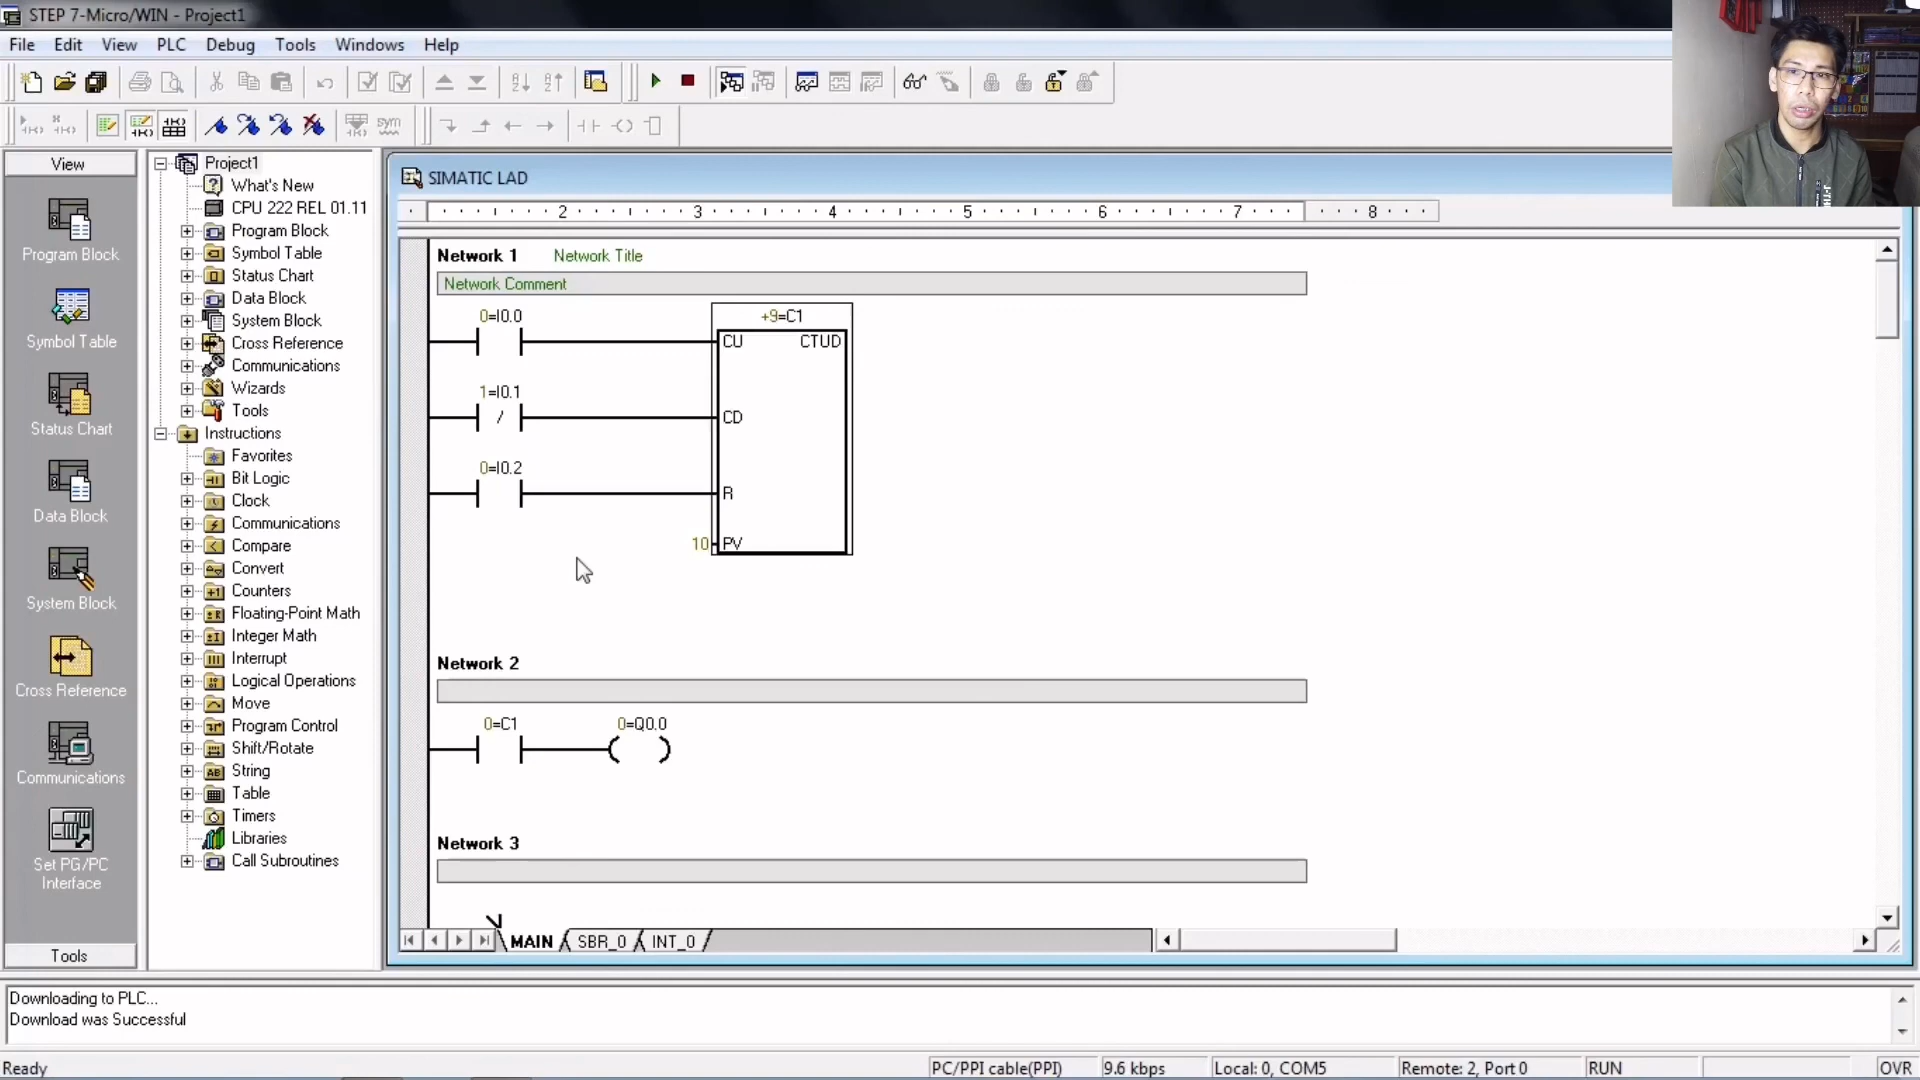 STEP 7-Micro/WIN - Project1
File Edit View PLC Debug Tools Windows Help
View
Program Block
Symbol Table
Status Chart
Data Block
System Block
Cross Reference
Communications
Set PG/PC
Interface
Tools
Project1
What's New
CPU 222 REL 01.11
Program Block
Symbol Table
Status Chart
Data Block
System Block
Cross Reference
Communications
Wizards
Tools
Instructions
Favorites
Bit Logic
Clock
Communications
Compare
Convert
Counters
Floating-Point Math
Integer Math
Interrupt
Logical Operations
Move
Program Control
Shift/Rotate
String
Table
Timers
Libraries
Call Subroutines
SIMATIC LAD
2 3 4 5 6 7 8
Network 1 Network Title
Network Comment
0=I0.0 +9=C1
CU CTUD
1=I0.1
CD
0=I0.2
R
10 PV
Network 2
0=C1 0=Q0.0
Network 3
MAIN SBR_0 INT_0
Downloading to PLC...
Download was Successful
Ready PC/PPI cable(PPI) 9.6 kbps Local: 0, COM5 Remote: 2, Port 0 RUN OVR